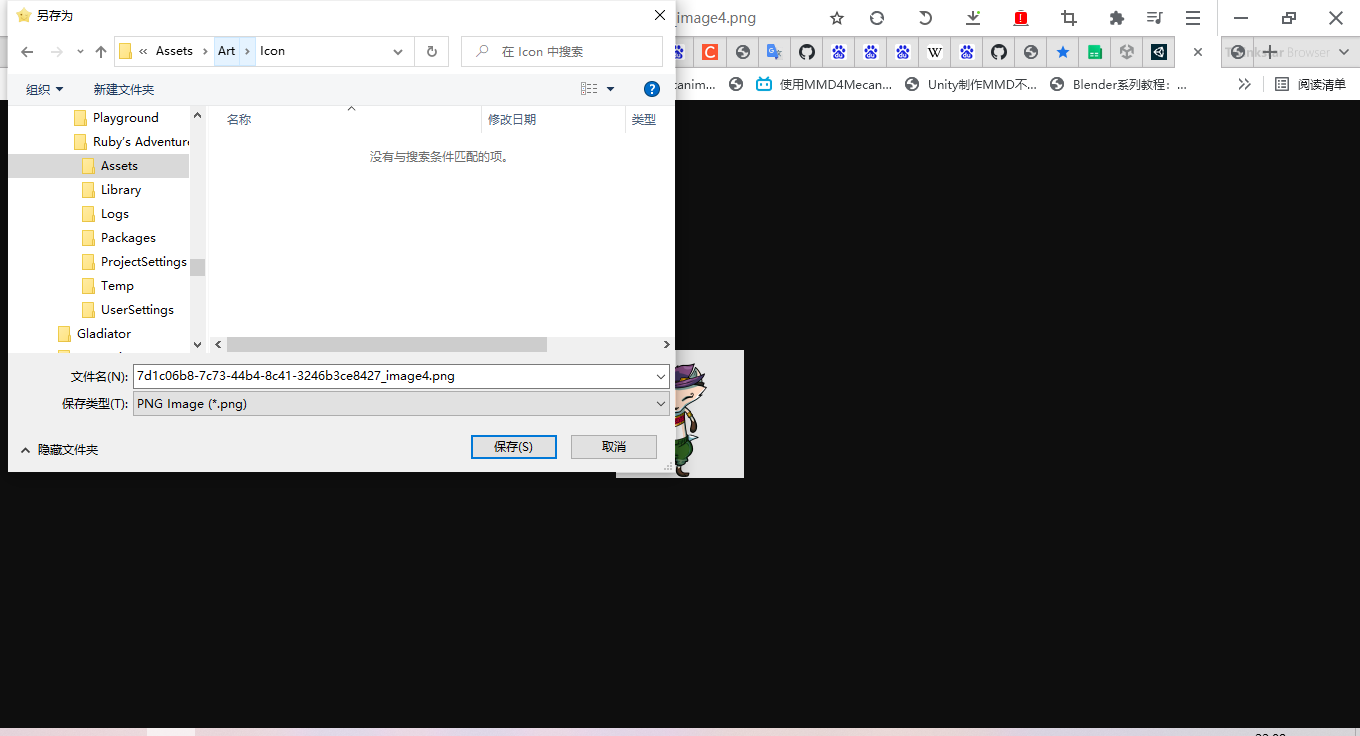 另存为
_image4.png
« Assets > Art > Icon
在 Icon 中搜索
Browser
组织
新建文件夹
canim...
使用MMD4Mecan...
Unity制作MMD不...
Blender系列教程: ...
阅读清单
Playground
Ruby's Adventure
Assets
Library
Logs
Packages
ProjectSettings
Temp
UserSettings
Gladiator
名称
修改日期
类型
没有与搜索条件匹配的项。
文件名(N):
7d1c06b8-7c73-44b4-8c41-3246b3ce8427_image4.png
保存类型(T):
PNG Image (*.png)
隐藏文件夹
保存(S)
取消